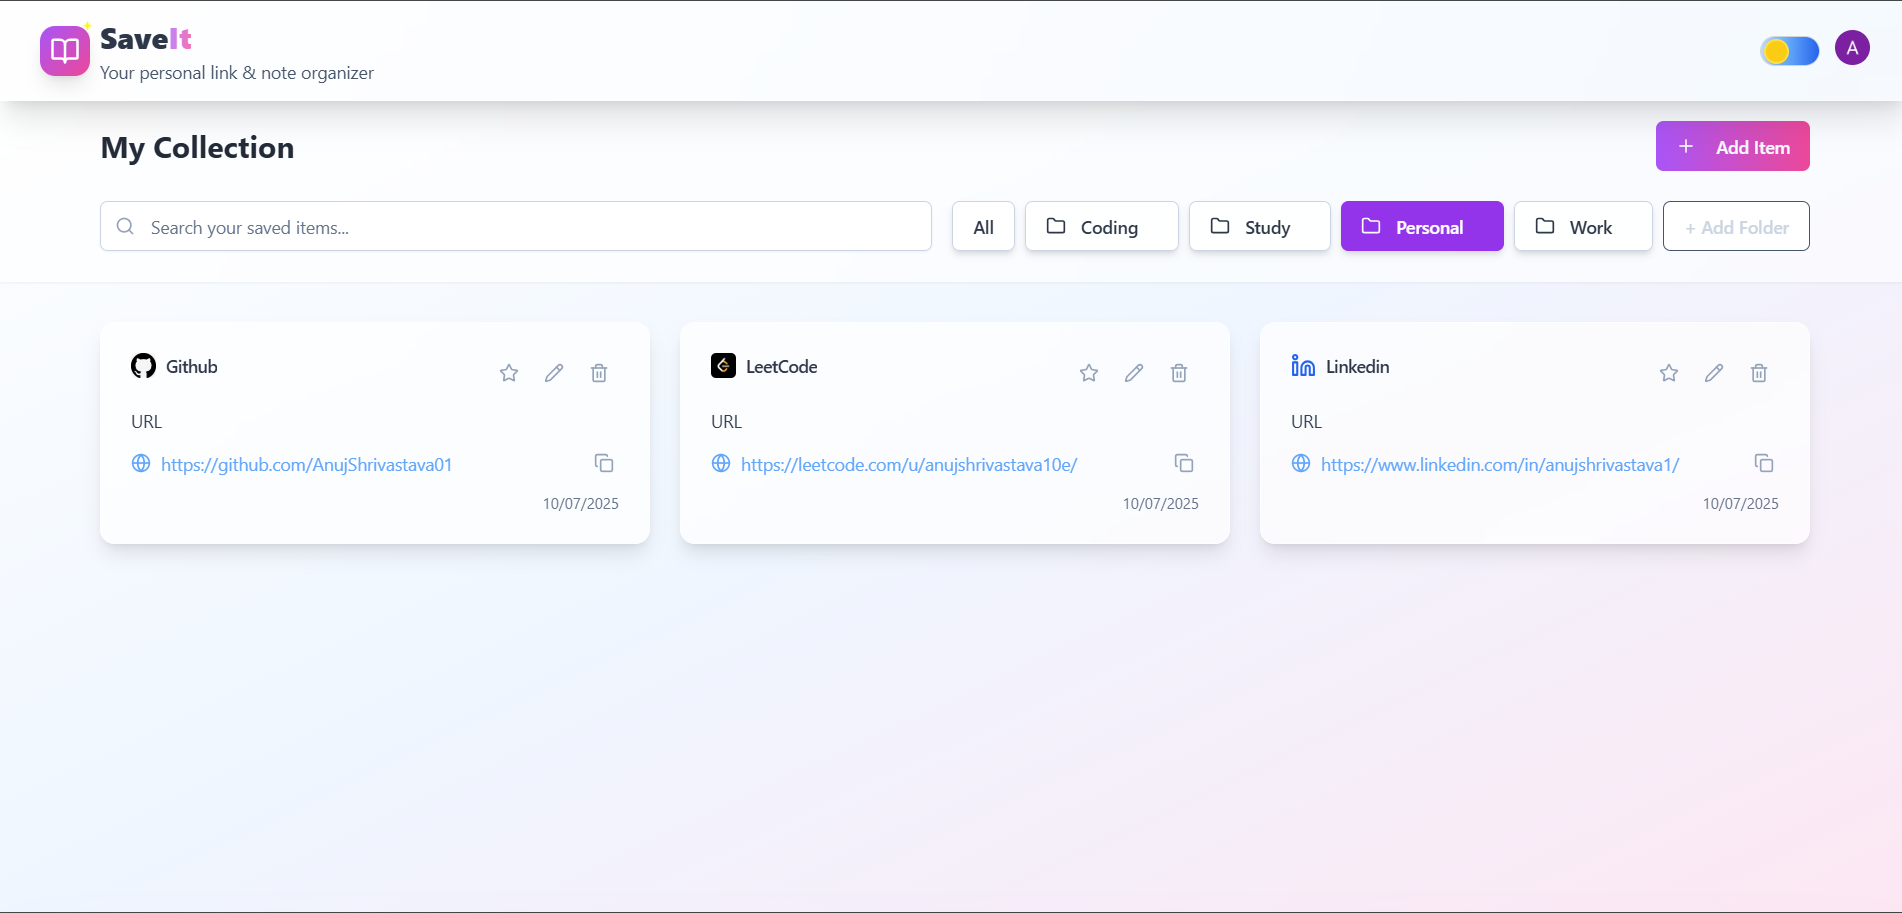 SaveIt
Your personal link & note organizer
A
My Collection
+ Add Item
Search your saved items...
All
Coding
Study
Personal
Work
+ Add Folder
Github
URL
https://github.com/AnujShrivastava01
10/07/2025
LeetCode
URL
https://leetcode.com/u/anujshrivastava10e/
10/07/2025
Linkedin
URL
https://www.linkedin.com/in/anujshrivastava1/
10/07/2025